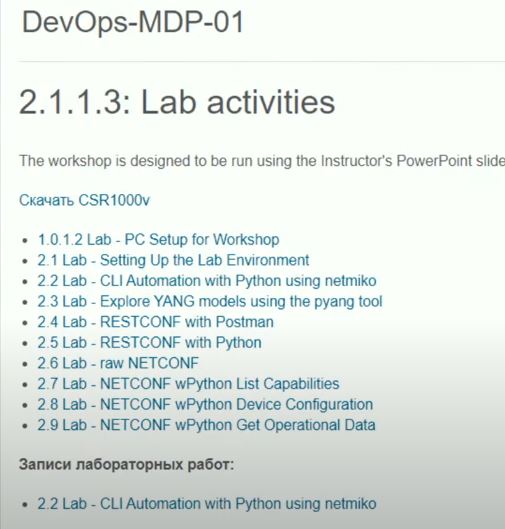 DevOps-MDP-01
2.1.1.3: Lab activities
The workshop is designed to be run using the Instructor's PowerPoint slide
Скачать CSR1000v
1.0.1.2 Lab - PC Setup for Workshop
2.1 Lab - Setting Up the Lab Environment
2.2 Lab - CLI Automation with Python using netmiko
2.3 Lab - Explore YANG models using the pyang tool
2.4 Lab - RESTCONF with Postman
2.5 Lab - RESTCONF with Python
2.6 Lab - raw NETCONF
2.7 Lab - NETCONF wPython List Capabilities
2.8 Lab - NETCONF wPython Device Configuration
2.9 Lab - NETCONF wPython Get Operational Data
Записи лабораторных работ:
2.2 Lab - CLI Automation with Python using netmiko